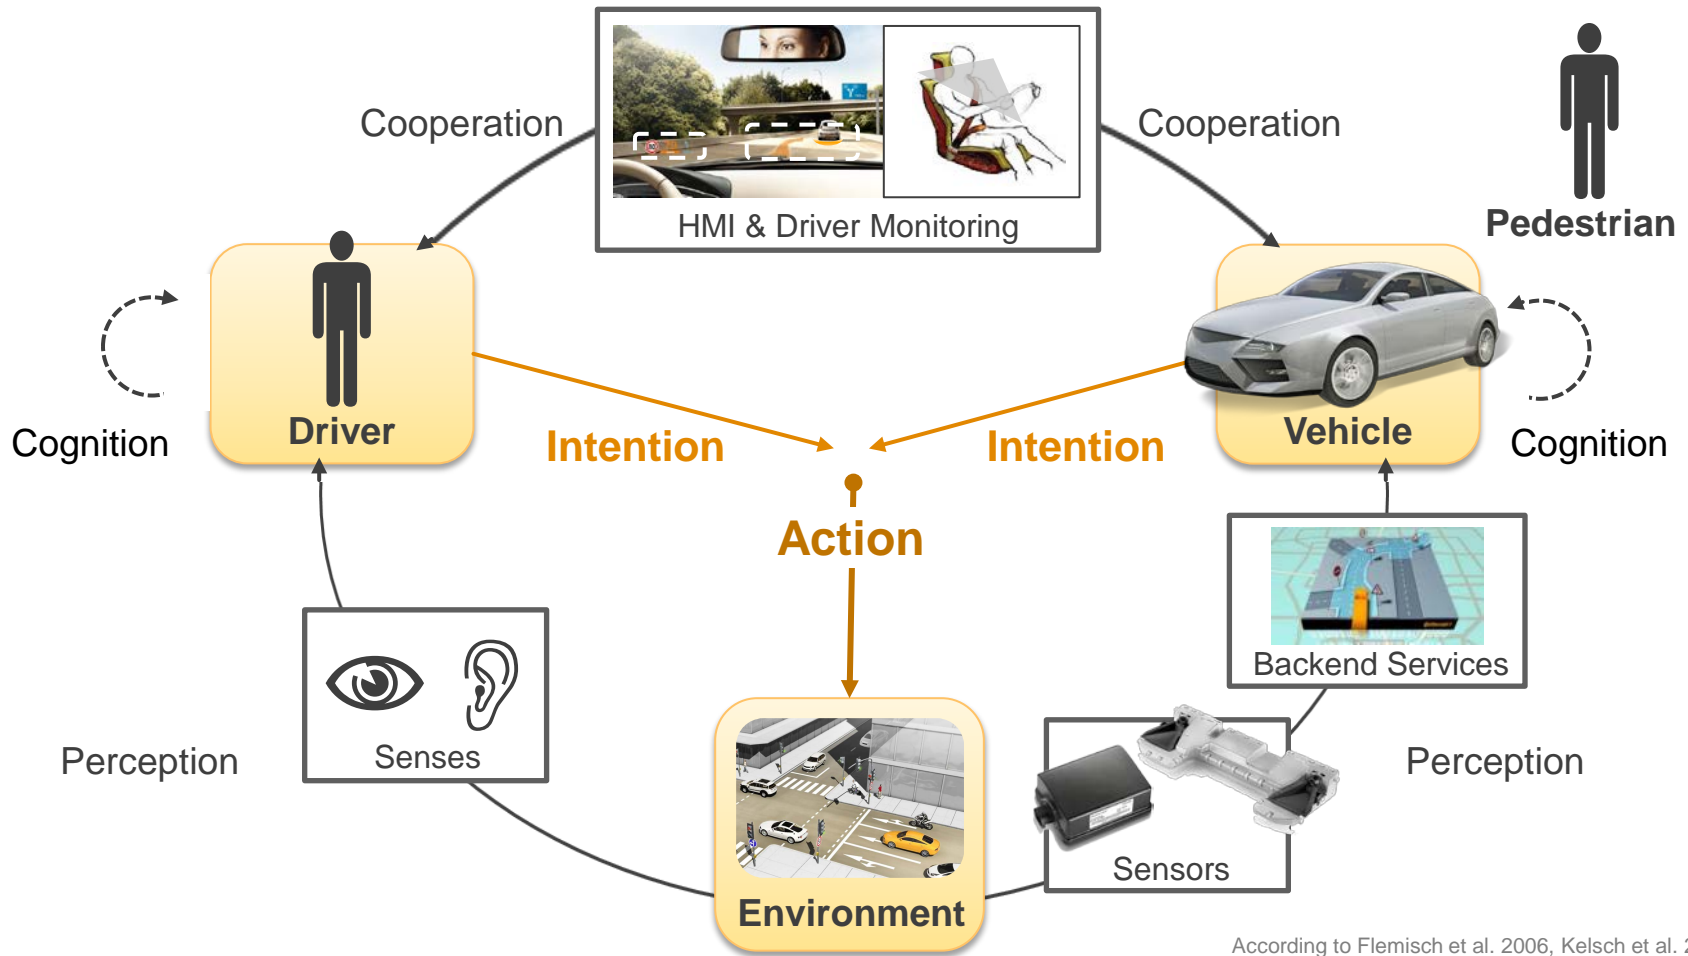 Cooperation
Cooperation
HMI & Driver Monitoring
Pedestrian
Cognition
Driver
Intention
Intention
Vehicle
Cognition
Action
Backend Services
Perception
Senses
Perception
Sensors
Environment
According to Flemisch et al. 2006, Kelsch et al. 2